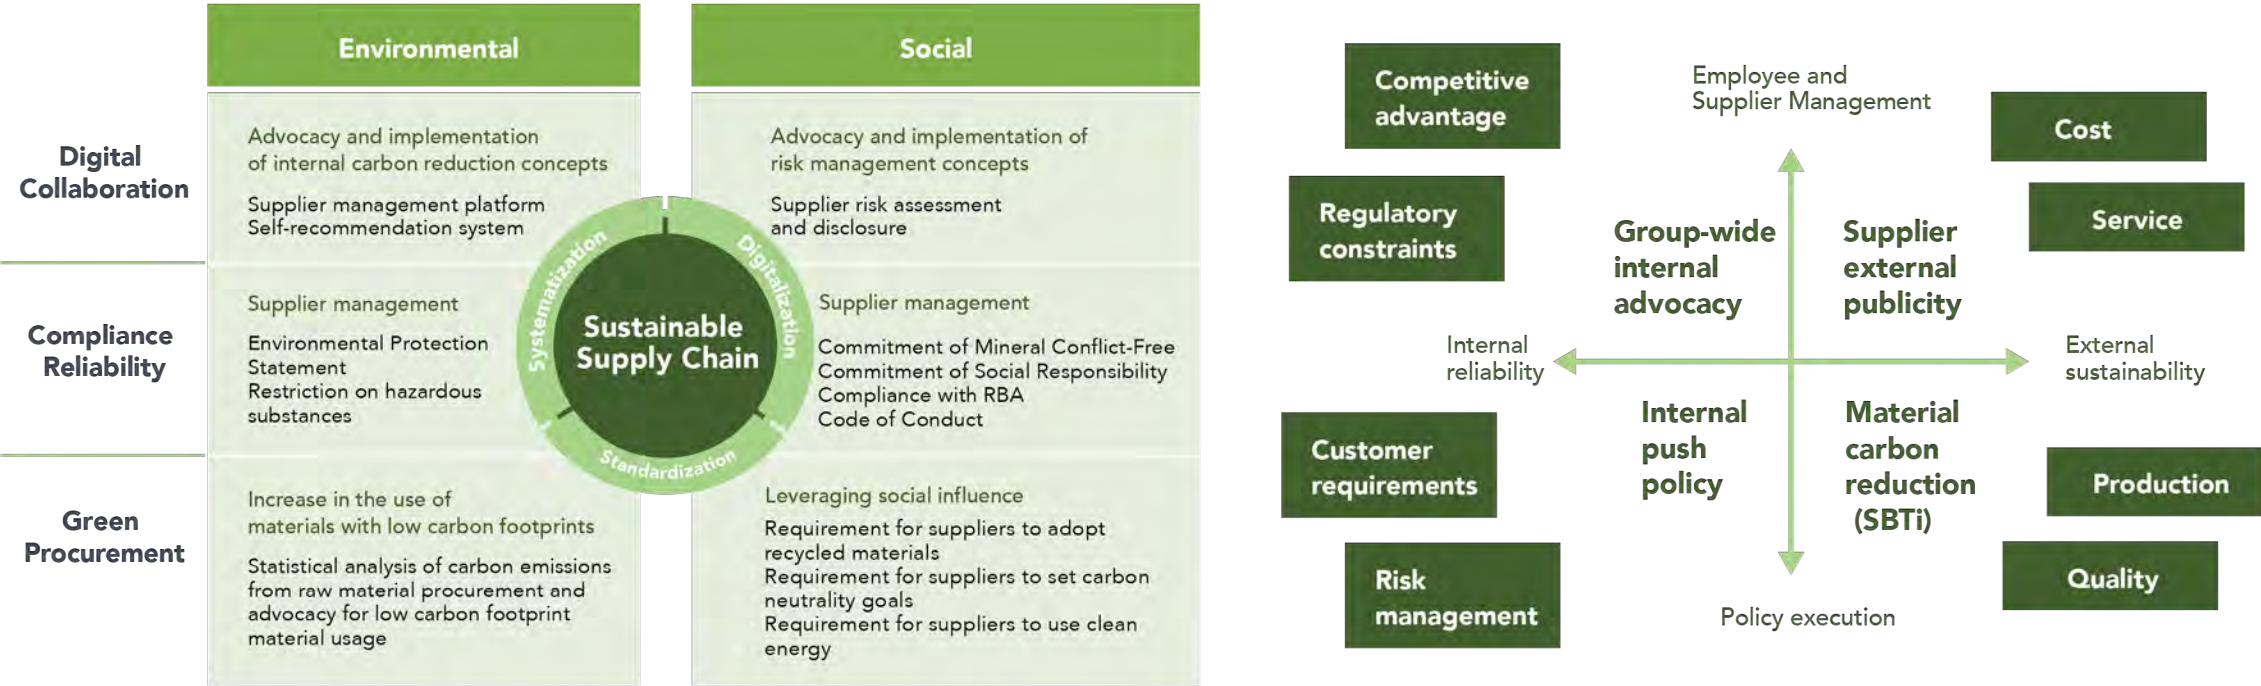 Environmental
Social
Digital
Collaboration
Advocacy and implementation
of internal carbon reduction concepts
Supplier management platform
Self-recommendation system
Advocacy and implementation of
risk management concepts
Supplier risk assessment
and disclosure
Compliance
Reliability
Supplier management
Environmental Protection
Statement
Restriction on hazardous
substances
Systematization
Digitalization
Standardization
Sustainable
Supply Chain
Supplier management
Commitment of Mineral Conflict-Free
Commitment of Social Responsibility
Compliance with RBA
Code of Conduct
Green
Procurement
Increase in the use of
materials with low carbon footprints
Statistical analysis of carbon emissions
from raw material procurement and
advocacy for low carbon footprint
material usage
Leveraging social influence
Requirement for suppliers to adopt
recycled materials
Requirement for suppliers to set carbon
neutrality goals
Requirement for suppliers to use clean
energy
Competitive
advantage
Regulatory
constraints
Employee and
Supplier Management
Cost
Service
Group-wide
internal
advocacy
Supplier
external
publicity
Internal
reliability
External
sustainability
Customer
requirements
Risk
management
Internal
push
policy
Material
carbon
reduction
(SBTi)
Production
Quality
Policy execution